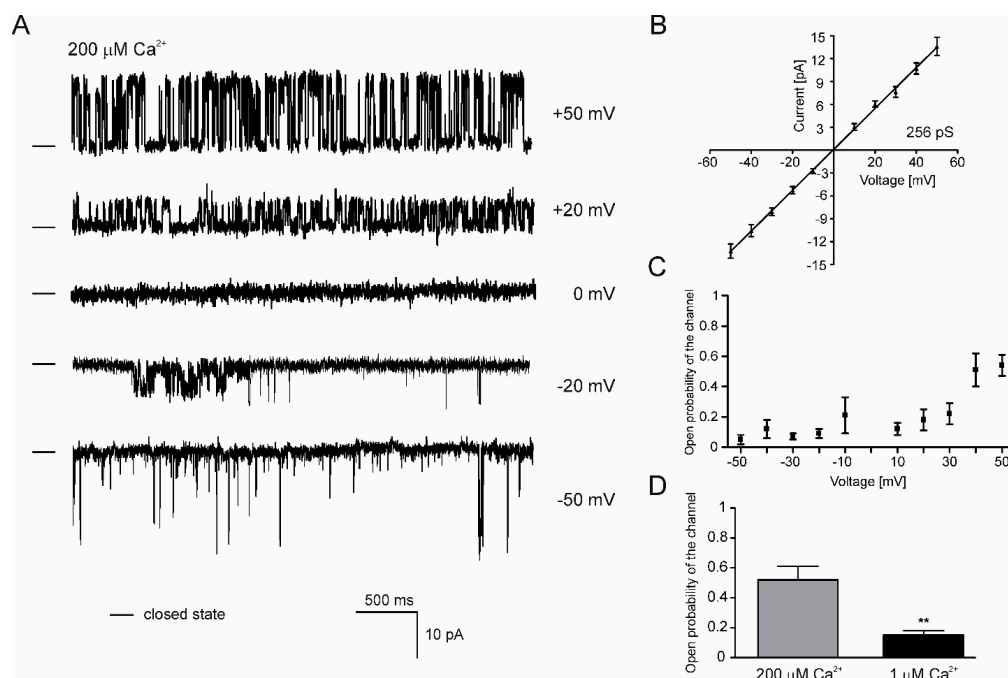 A
200 µM Ca²⁺
+50 mV
+20 mV
0 mV
-20 mV
-50 mV
closed state
500 ms
10 pA
B
Current [pA]
15
12
9
6
3
-3
-6
-9
-12
-15
256 pS
-60 -40 -20 20 40 60
Voltage [mV]
C
Open probability of the channel
1
0.8
0.6
0.4
0.2
0
-50 -30 -10 10 30 50
Voltage [mV]
D
Open probability of the channel
1
0.8
0.6
0.4
0.2
0
**
200 µM Ca²⁺ 1 µM Ca²⁺